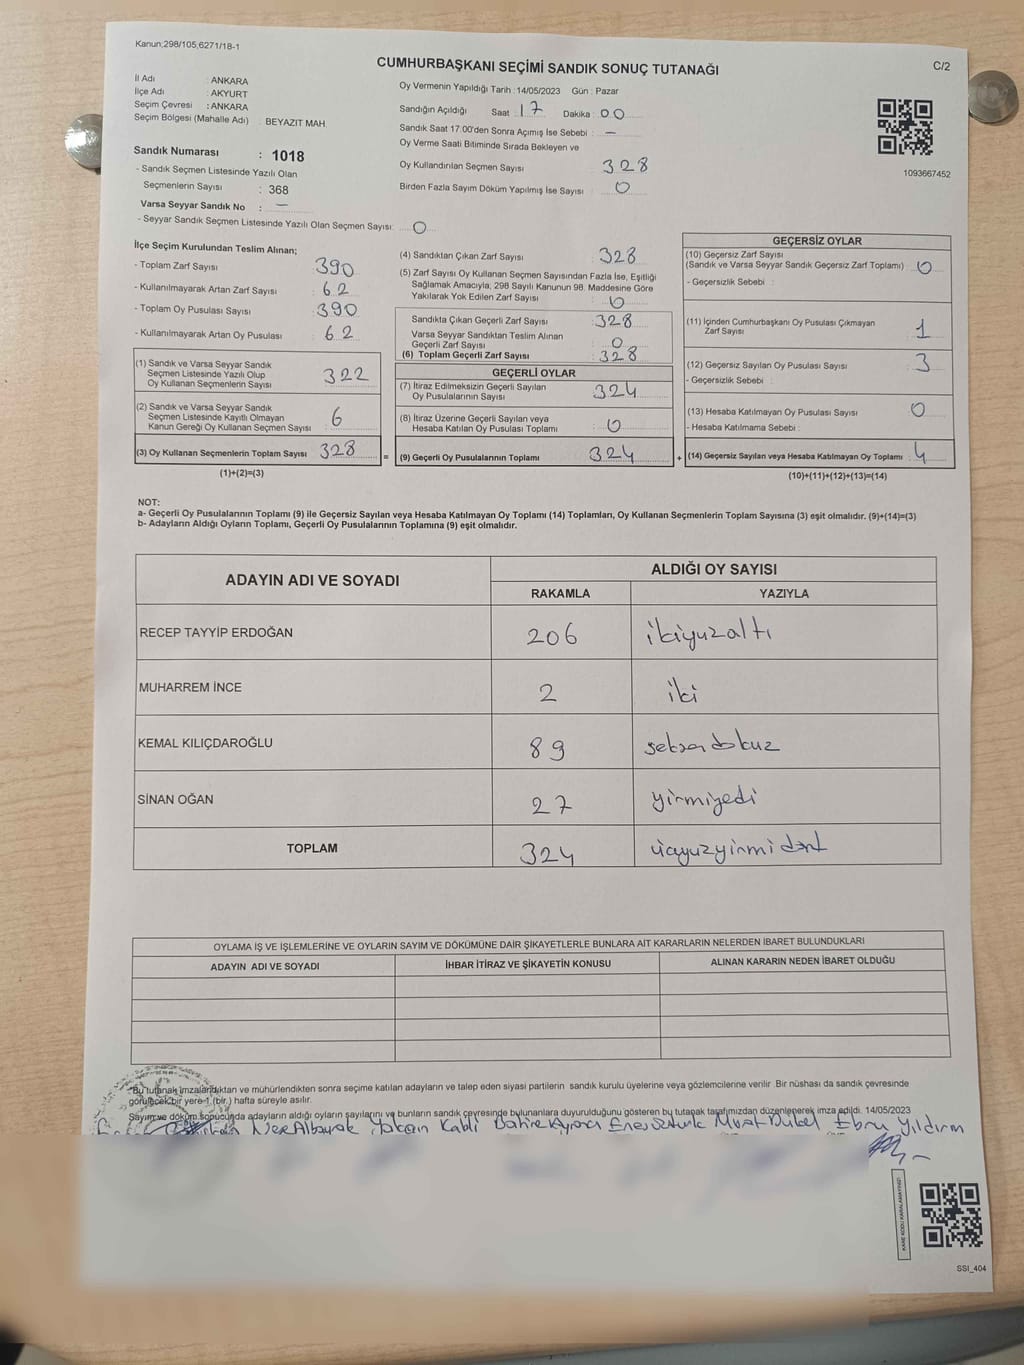 Kanun;298/105,6271/18-1
C/2
CUMHURBAŞKANI SEÇİMİ SANDIK SONUÇ TUTANAĞI
İl Adı : ANKARA
İlçe Adı : AKYURT
Seçim Çevresi : ANKARA
Seçim Bölgesi (Mahalle Adı) : BEYAZIT MAH.
Sandık Numarası : 1018
- Sandık Seçmen Listesinde Yazılı Olan
Seçmenlerin Sayısı : 368
Varsa Seyyar Sandık No : —
- Seyyar Sandık Seçmen Listesinde Yazılı Olan Seçmen Sayısı: 0
Oy Vermenin Yapıldığı Tarih : 14/05/2023 Gün : Pazar
Sandığın Açıldığı Saat : 17 Dakika : 00
Sandık Saat 17.00'den Sonra Açımış İse Sebebi : —
Oy Verme Saati Bitiminde Sırada Bekleyen ve
Oy Kullandırılan Seçmen Sayısı 328
Birden Fazla Sayım Döküm Yapılmış İse Sayısı : 0
1093667452
İlçe Seçim Kurulundan Teslim Alınan;
- Toplam Zarf Sayısı : 390
- Kullanılmayarak Artan Zarf Sayısı : 62
- Toplam Oy Pusulası Sayısı : 390
- Kullanılmayarak Artan Oy Pusulası : 62
(1) Sandık ve Varsa Seyyar Sandık
Seçmen Listesinde Yazılı Olup
Oy Kullanan Seçmenlerin Sayısı : 322
(2) Sandık ve Varsa Seyyar Sandık
Seçmen Listesinde Kayıtlı Olmayan
Kanun Gereği Oy Kullanan Seçmen Sayısı : 6
(3) Oy Kullanan Seçmenlerin Toplam Sayısı : 328 =
(1)+(2)=(3)
(4) Sandıktan Çıkan Zarf Sayısı : 328
(5) Zarf Sayısı Oy Kullanan Seçmen Sayısından Fazla İse, Eşitliği
Sağlamak Amacıyla, 298 Sayılı Kanunun 98. Maddesine Göre
Yakılarak Yok Edilen Zarf Sayısı : 0
Sandıkta Çıkan Geçerli Zarf Sayısı : 328
Varsa Seyyar Sandıktan Teslim Alınan
Geçerli Zarf Sayısı : 0
(6) Toplam Geçerli Zarf Sayısı : 328
GEÇERLİ OYLAR
(7) İtiraz Edilmeksizin Geçerli Sayılan
Oy Pusulalarının Sayısı : 324
(8) İtiraz Üzerine Geçerli Sayılan veya
Hesaba Katılan Oy Pusulası Toplamı : 0
(9) Geçerli Oy Pusulalarının Toplamı : 324 +
GEÇERSİZ OYLAR
(10) Geçersiz Zarf Sayısı
(Sandık ve Varsa Seyyar Sandık Geçersiz Zarf Toplamı) : 0
- Geçersizlik Sebebi :
(11) İçinden Cumhurbaşkanı Oy Pusulası Çıkmayan
Zarf Sayısı : 1
(12) Geçersiz Sayılan Oy Pusulası Sayısı : 3
- Geçersizlik Sebebi :
(13) Hesaba Katılmayan Oy Pusulası Sayısı : 0
- Hesaba Katılmama Sebebi :
(14) Geçersiz Sayılan veya Hesaba Katılmayan Oy Toplamı : 4
(10)+(11)+(12)+(13)=(14)
NOT:
a- Geçerli Oy Pusulalarının Toplamı (9) ile Geçersiz Sayılan veya Hesaba Katılmayan Oy Toplamı (14) Toplamları, Oy Kullanan Seçmenlerin Toplam Sayısına (3) eşit olmalıdır. (9)+(14)=(3)
b- Adayların Aldığı Oyların Toplamı, Geçerli Oy Pusulalarının Toplamına (9) eşit olmalıdır.
ADAYIN ADI VE SOYADI
ALDIĞI OY SAYISI
RAKAMLA YAZIYLA
RECEP TAYYİP ERDOĞAN 206 ikiyuzaltı
MUHARREM İNCE 2 iki
KEMAL KILIÇDAROĞLU 89 seksendokuz
SİNAN OĞAN 27 yirmiyedi
TOPLAM 324 üçyuzyirmidört
OYLAMA İŞ VE İŞLEMLERİNE VE OYLARIN SAYIM VE DÖKÜMÜNE DAİR ŞİKAYETLERLE BUNLARA AİT KARARLARIN NELERDEN İBARET BULUNDUKLARI
ADAYIN ADI VE SOYADI İHBAR İTİRAZ VE ŞİKAYETİN KONUSU ALINAN KARARIN NEDEN İBARET OLDUĞU
"Bu tutanak imzalandıktan ve mühürlendikten sonra seçime katılan adayların ve talep eden siyasi partilerin sandık kurulu üyelerine veya gözlemcilerine verilir. Bir nüshası da sandık çevresinde
görülecek bir yere 1 (bir ) hafta süreyle asılır.
Sayım ve döküm sonucunda adayların aldığı oyların sayılarını ve bunların sandık çevresinde bulunanlara duyurulduğunu gösteren bu tutanak tarafımızdan düzenlenerek imza edildi. 14/05/2023
Albayrak Yalçın Kabli Murat Ebru Yıldırım
KARE KODU KARALAMAYINIZ!
SSI_404